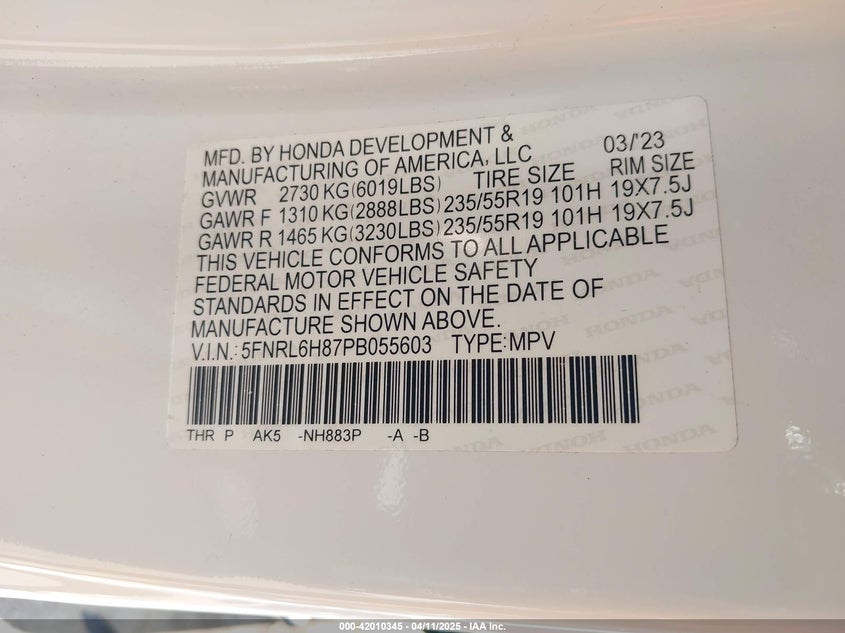 MFD. BY HONDA DEVELOPMENT &
MANUFACTURING OF AMERICA, LLC 03/'23
GVWR 2730 KG(6019LBS) TIRE SIZE RIM SIZE
GAWR F 1310 KG(2888LBS) 235/55R19 101H 19X7.5J
GAWR R 1465 KG(3230LBS) 235/55R19 101H 19X7.5J
THIS VEHICLE CONFORMS TO ALL APPLICABLE
FEDERAL MOTOR VEHICLE SAFETY
STANDARDS IN EFFECT ON THE DATE OF
MANUFACTURE SHOWN ABOVE.
V.I.N.: 5FNRL6H87PB055603 TYPE: MPV
THR P AK5 -NH883P -A -B
HONDA HONDA HONDA
000-42010345 - 04/11/2025 - IAA Inc.